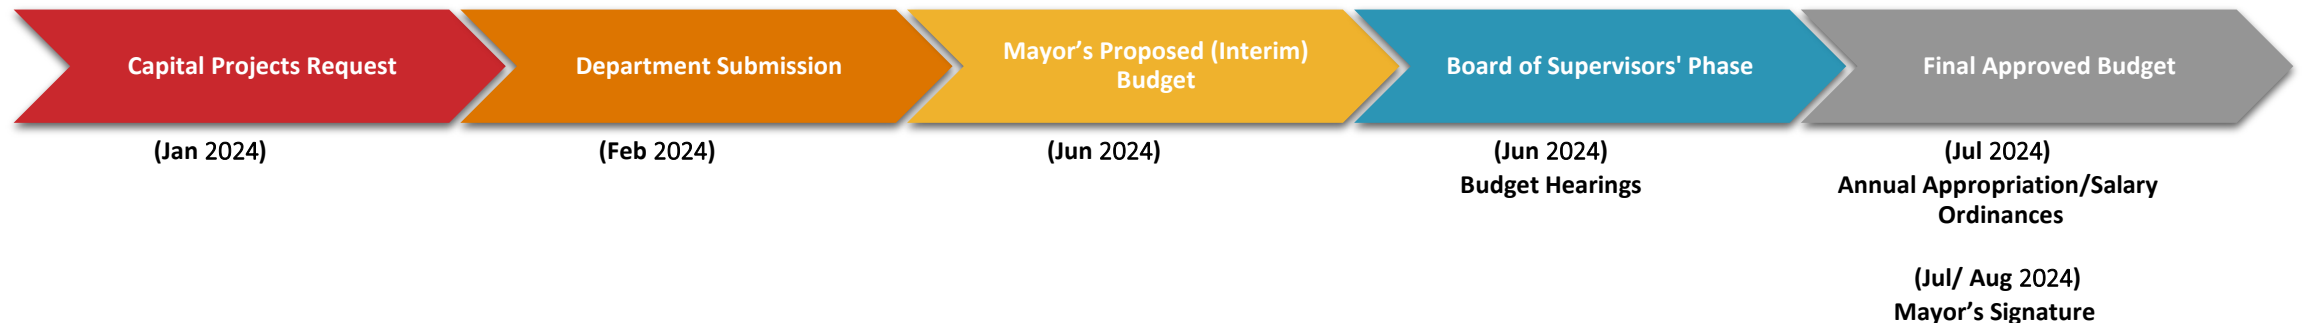 Capital Projects Request
Department Submission
Mayor’s Proposed (Interim)
Budget
Board of Supervisors' Phase
Final Approved Budget
(Jan 2024)
(Feb 2024)
(Jun 2024)
(Jun 2024)
Budget Hearings
(Jul 2024)
Annual Appropriation/Salary
Ordinances
(Jul/ Aug 2024)
Mayor’s Signature